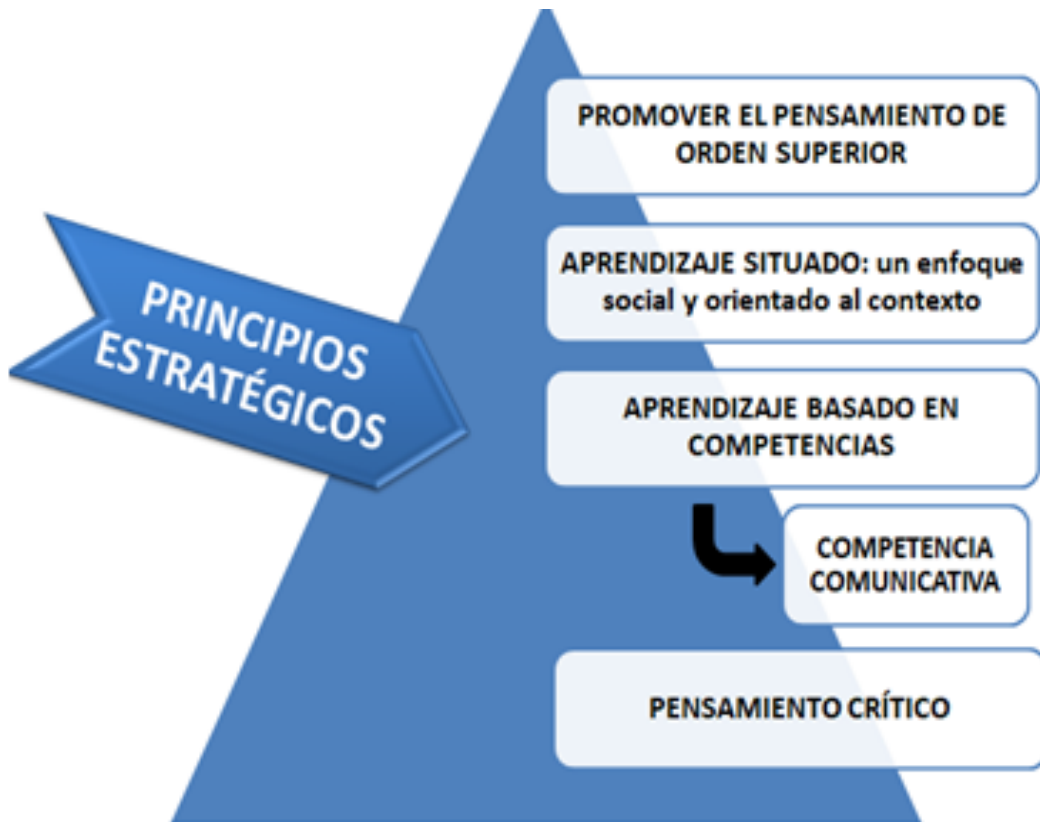 PROMOVER EL PENSAMIENTO DE
ORDEN SUPERIOR
APRENDIZAJE SITUADO: un enfoque
social y orientado al contexto
PRINCIPIOS
ESTRATÉGICOS
APRENDIZAJE BASADO EN
COMPETENCIAS
COMPETENCIA
COMUNICATIVA
PENSAMIENTO CRÍTICO